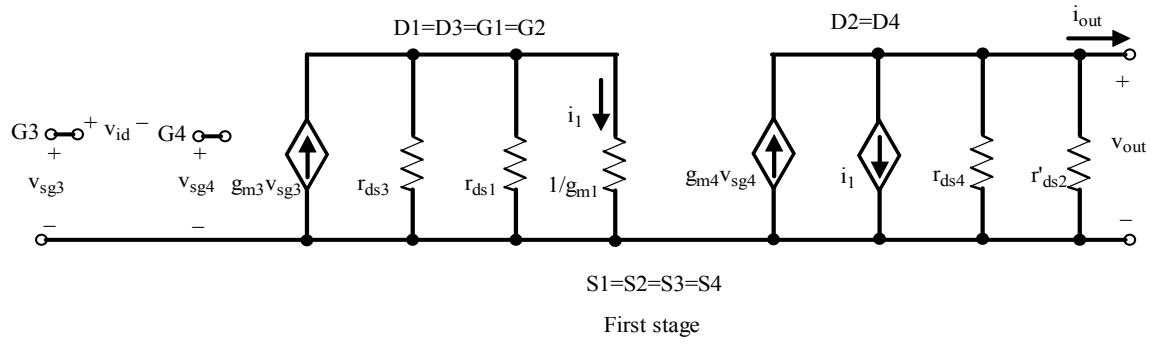 i_out
D1=D3=G1=G2
D2=D4
+
i_1
G3 + v_id − G4
+
+
v_sg3
v_sg4
g_m3v_sg3
r_ds3
r_ds1
1/g_m1
g_m4v_sg4
i_1
r_ds4
r'_ds2
v_out
−
−
−
S1=S2=S3=S4
First stage